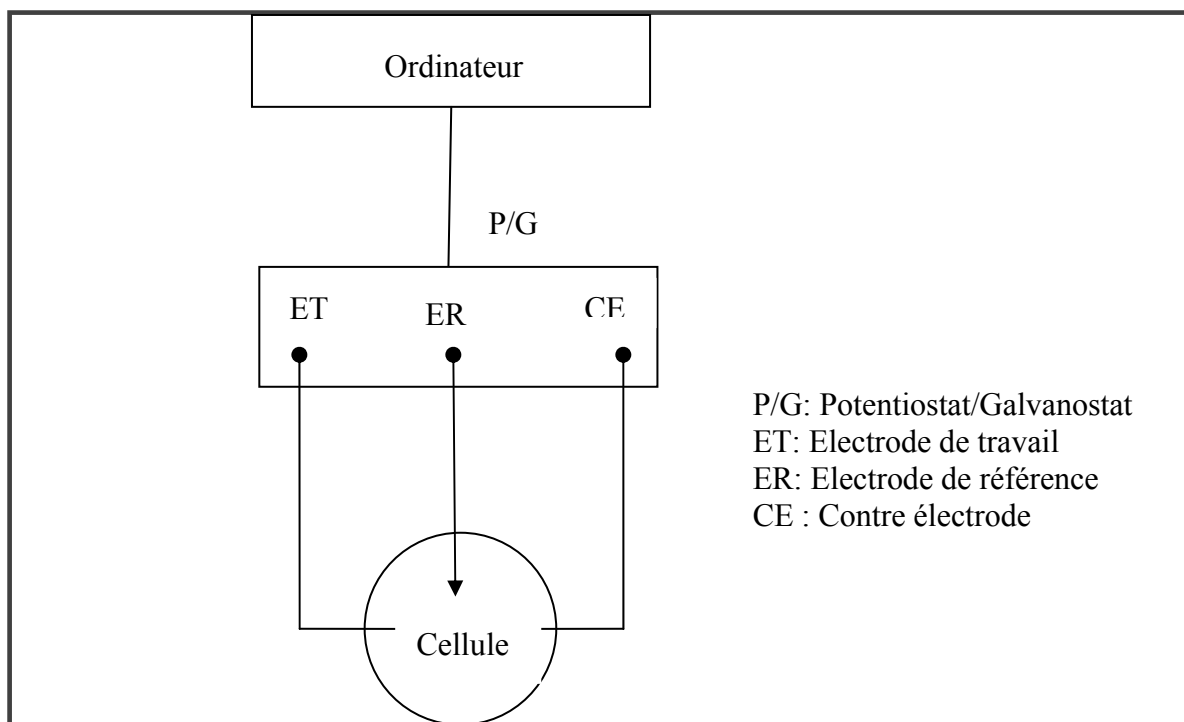 Ordinateur
P/G
ET
ER
CE
P/G: Potentiostat/Galvanostat
ET: Electrode de travail
ER: Electrode de référence
CE : Contre électrode
Cellule